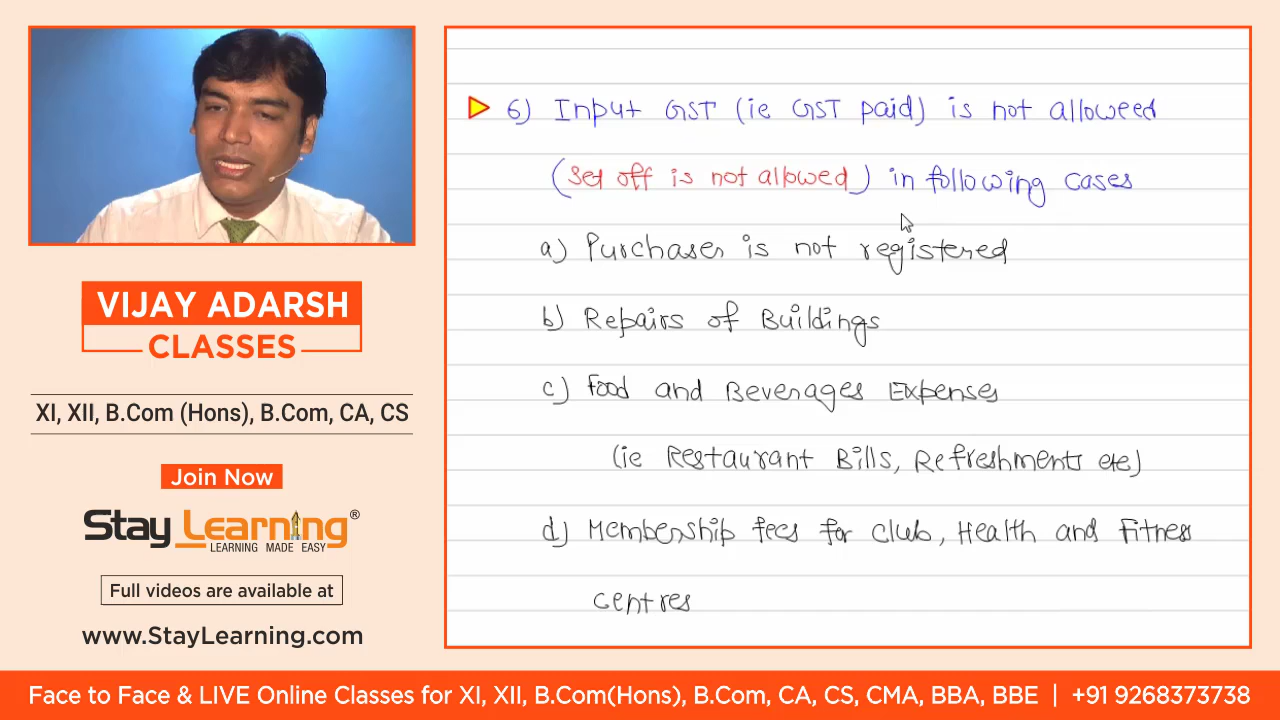 6) Input GST (ie GST paid) is not allowed
(Set off is not allowed) in following cases
a) Purchaser is not registered
b) Repairs of Buildings
c) Food and Beverages Expenses
(ie Restaurant Bills, Refreshments etc)
d) Membership fees for club, Health and Fitness
centres
VIJAY ADARSH
CLASSES
XI, XII, B.Com (Hons), B.Com, CA, CS
Join Now
Stay Learning®
LEARNING MADE EASY
Full videos are available at
www.StayLearning.com
Face to Face & LIVE Online Classes for XI, XII, B.Com(Hons), B.Com, CA, CS, CMA, BBA, BBE | +91 9268373738